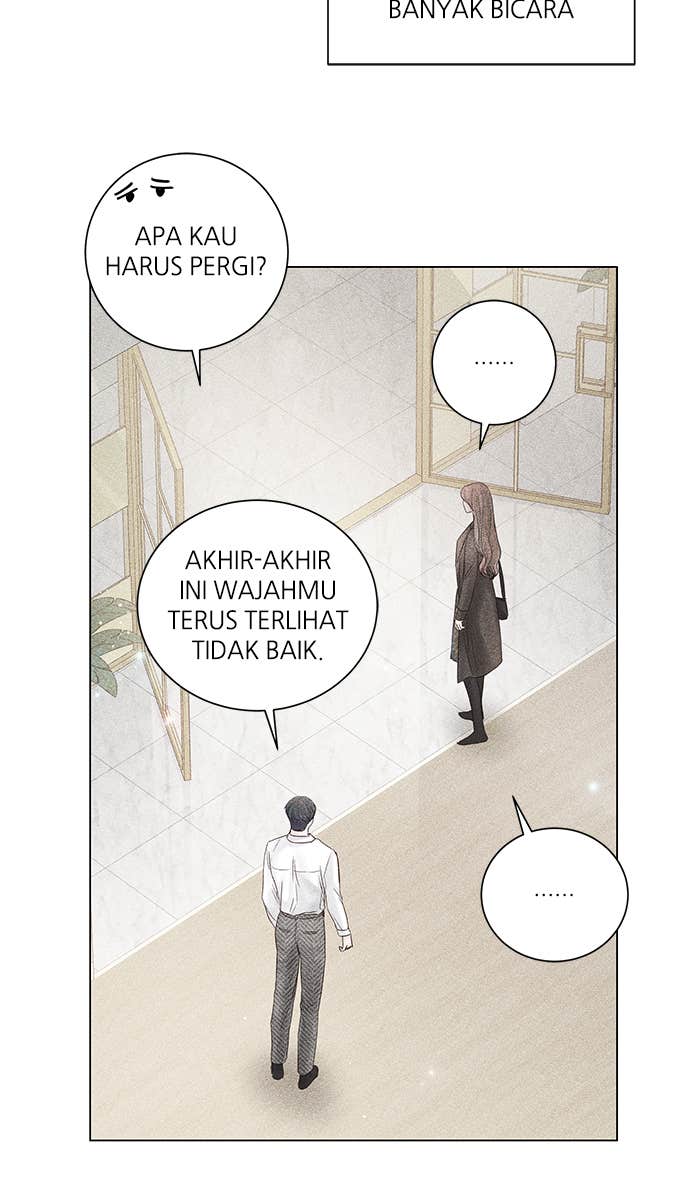 BANYAK BICARA
APA KAU
HARUS PERGI?
......
AKHIR-AKHIR
INI WAJAHMU
TERUS TERLIHAT
TIDAK BAIK.
......